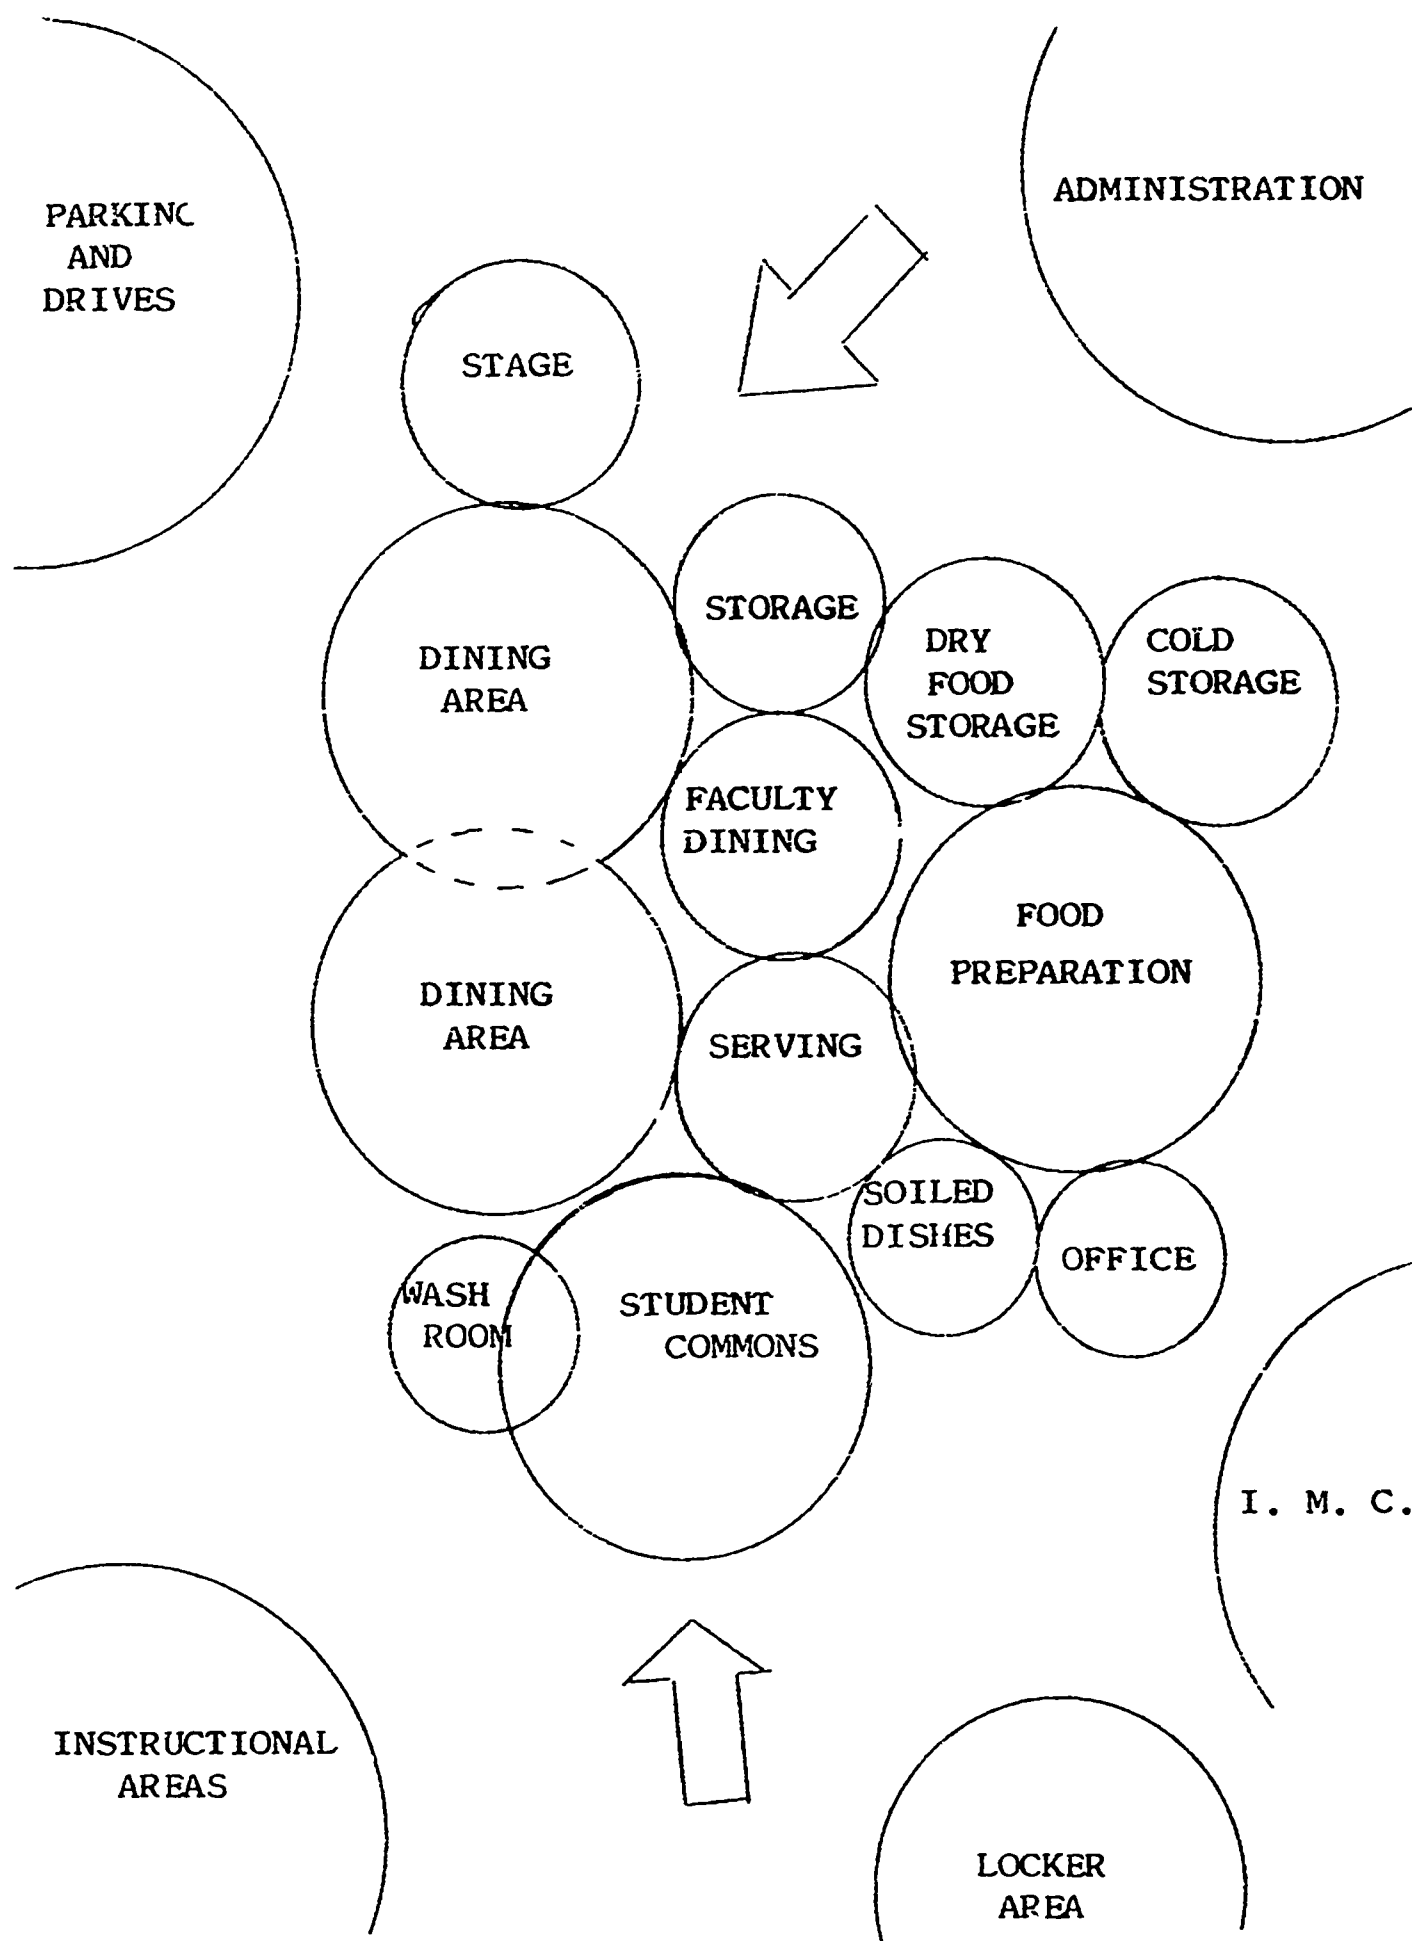 ADMINISTRATION
PARKING
AND
DRIVES
STAGE
STORAGE
DRY
FOOD
STORAGE
COLD
STORAGE
DINING
AREA
FACULTY
DINING
FOOD
PREPARATION
DINING
AREA
SERVING
SOILED
DISHES
OFFICE
WASH
ROOM
STUDENT
COMMONS
I. M. C.
INSTRUCTIONAL
AREAS
LOCKER
AREA